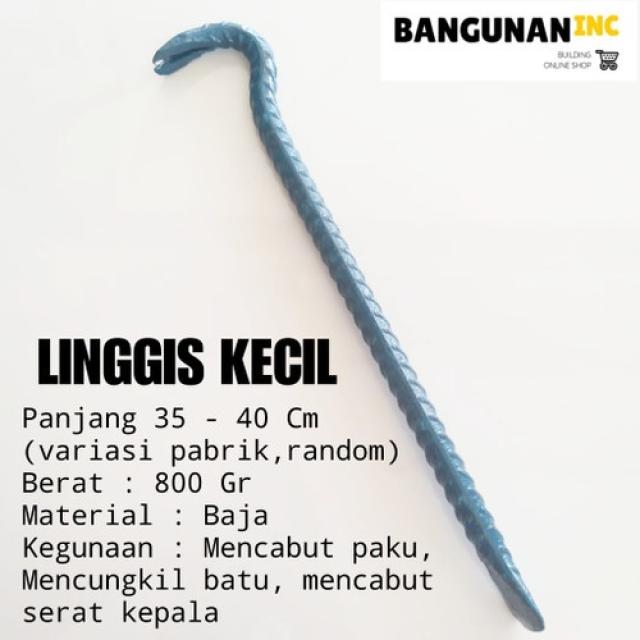 BANGUNANINC
BUILDING
ONLINE SHOP
LINGGIS KECIL
Panjang 35 - 40 Cm
(variasi pabrik,random)
Berat : 800 Gr
Material : Baja
Kegunaan : Mencabut paku,
Mencungkil batu, mencabut
serat kepala